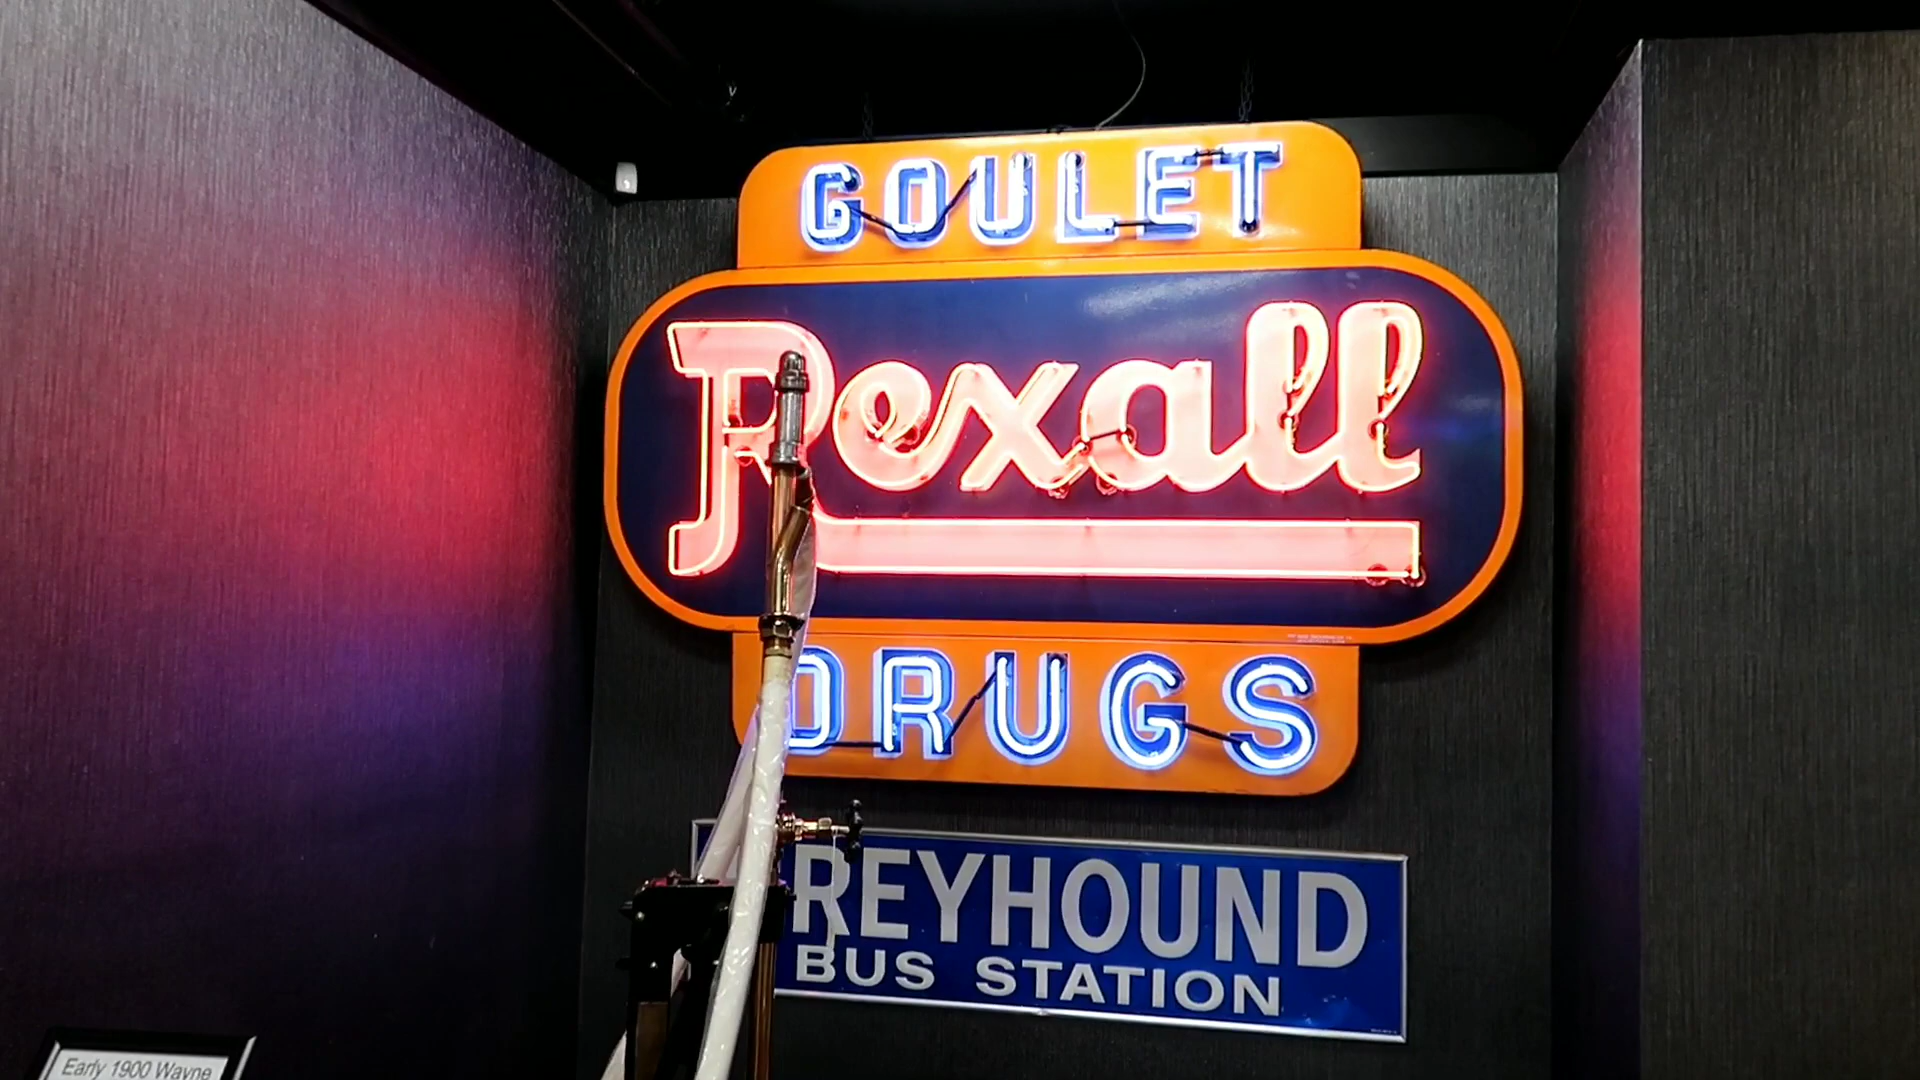 GOULET
Rexall
DRUGS
REYHOUND
BUS STATION
Early 1900 Wayne